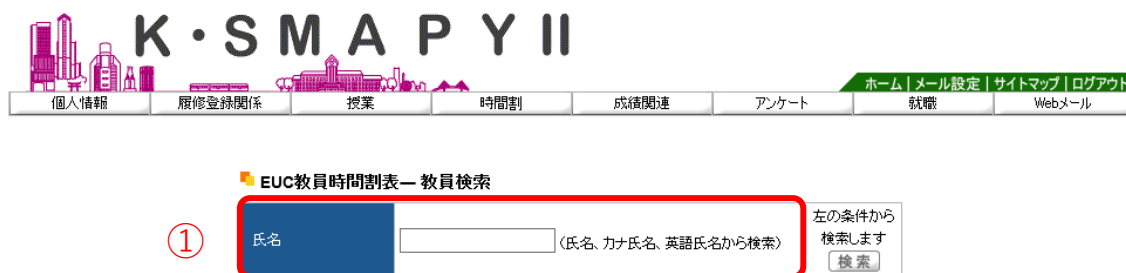 K・SMAPY II
ホーム | メール設定 | サイトマップ | ログアウト
個人情報 履修登録関係 授業 時間割 成績関連 アンケート 就職 Webメール
EUC教員時間割表― 教員検索
① 氏名 (氏名、カナ氏名、英語氏名から検索)
左の条件から
検索します
検索